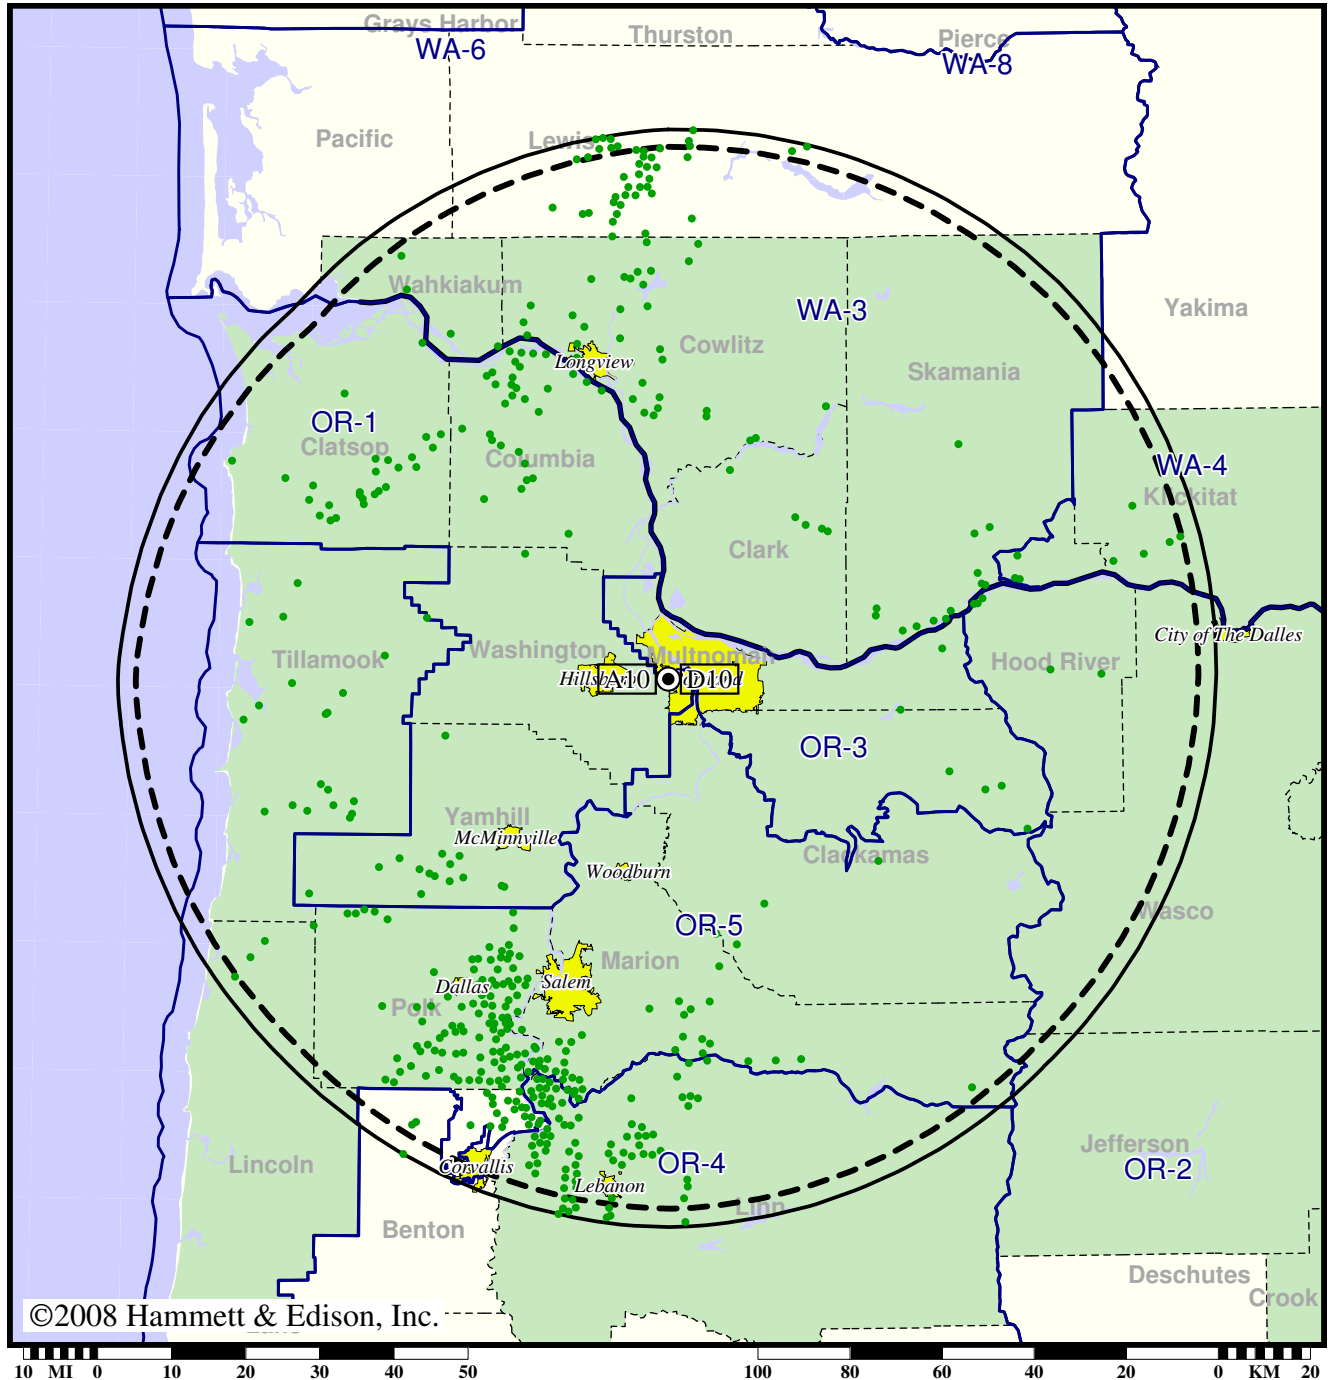 Grays Harbor
Thurston
Pierce
WA-6
WA-8
Pacific
Lewis
Wahkiakum
WA-3
Yakima
Cowlitz
Longview
Skamania
OR-1
Clatsop
Columbia
WA-4
Klickitat
Clark
City of The Dalles
Washington
Multnomah
Tillamook
Hood River
A10
D10
OR-3
Yamhill
McMinnville
Clackamas
Woodburn
Wasco
OR-5
Marion
Dallas
Salem
Polk
Jefferson
OR-4
OR-2
Lincoln
Corvallis
Lebanon
Linn
Benton
Deschutes
Crook
©2008 Hammett & Edison, Inc.
10 MI 0 10 20 30 40 50 100 80 60 40 20 0 KM 20